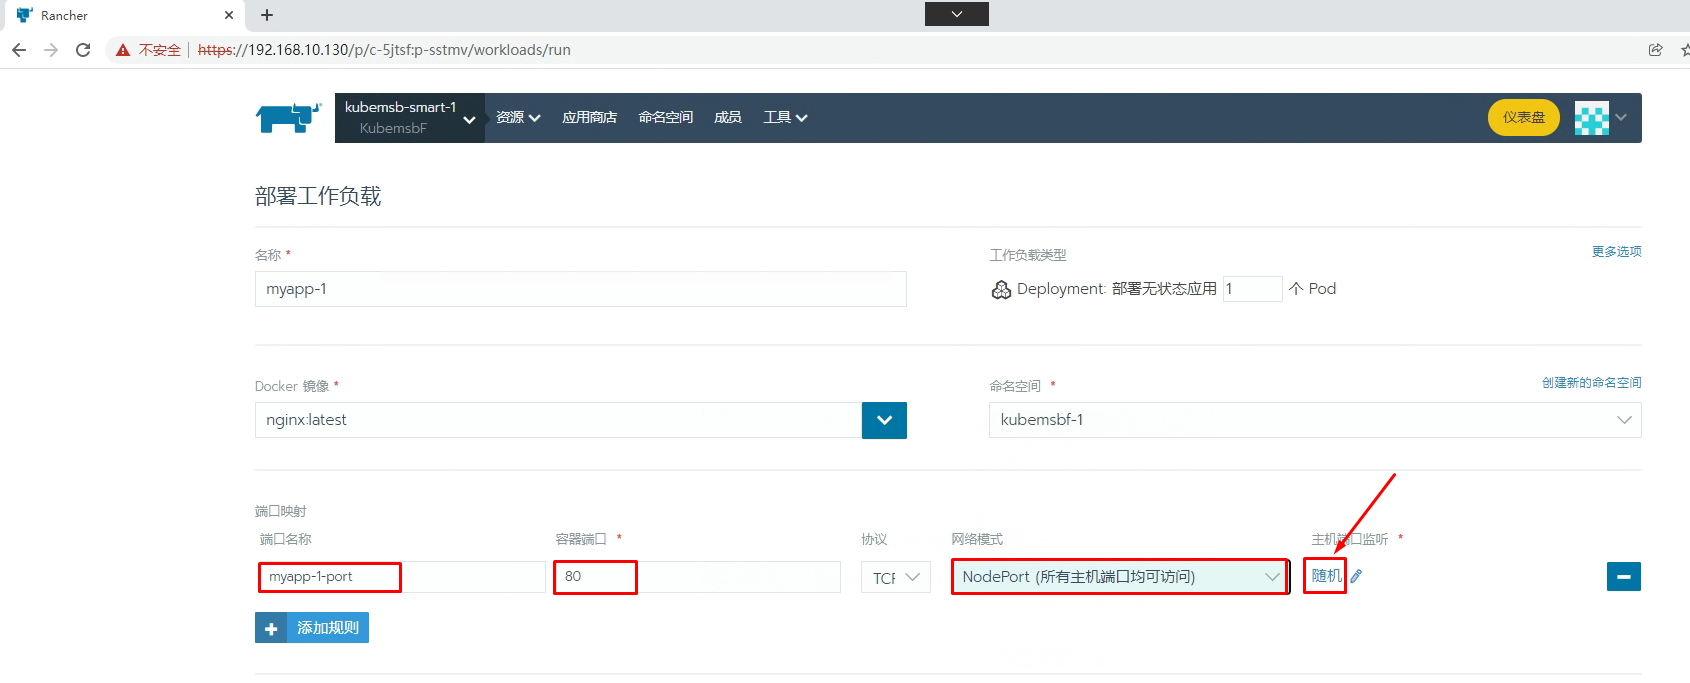 Rancher
不安全 https://192.168.10.130/p/c-5jtsf:p-sstmv/workloads/run
kubemsb-smart-1
KubemsbF
资源 应用商店 命名空间 成员 工具 仪表盘
部署工作负载
名称 *
工作负载类型
更多选项
myapp-1
Deployment: 部署无状态应用 1 个 Pod
Docker 镜像 *
命名空间 *
创建新的命名空间
nginx:latest
kubemsbf-1
端口映射
端口名称 容器端口 * 协议 网络模式 主机端口监听 *
myapp-1-port 80 TCP NodePort (所有主机端口均可访问) 随机
添加规则